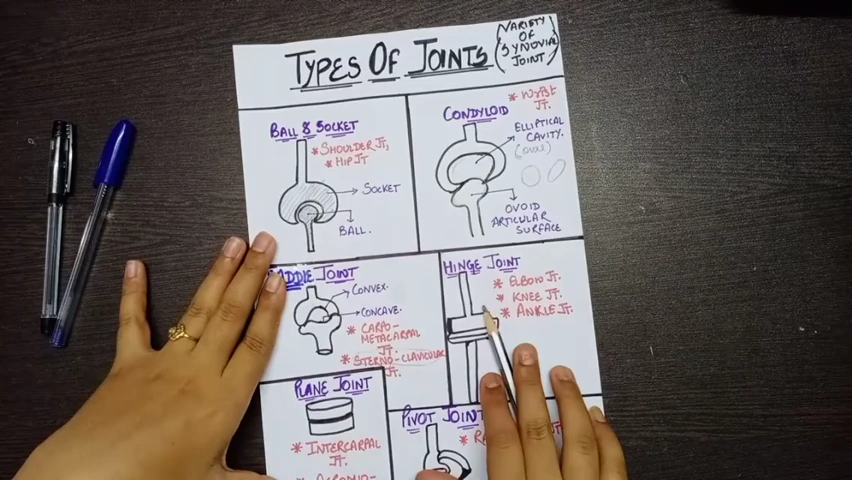 TYPES OF JOINTS
(VARIETY
OF
SYNOVIAL
JOINT)
BALL & SOCKET
* SHOULDER JT,
* HIP JT
SOCKET
BALL.
CONDYLOID
* WRIST
JT.
ELLIPTICAL
CAVITY.
(oval)
OVOID
ARTICULAR
SURFACE
SADDLE JOINT
CONVEX.
CONCAVE.
* CARPO-
METACARPAL
JT.
* STERNO-CLAVICULAR
JT.
HINGE JOINT
* ELBOW JT.
* KNEE JT.
* ANKLE JT.
PLANE JOINT
* INTERCARPAL
JT.
PIVOT JOINT